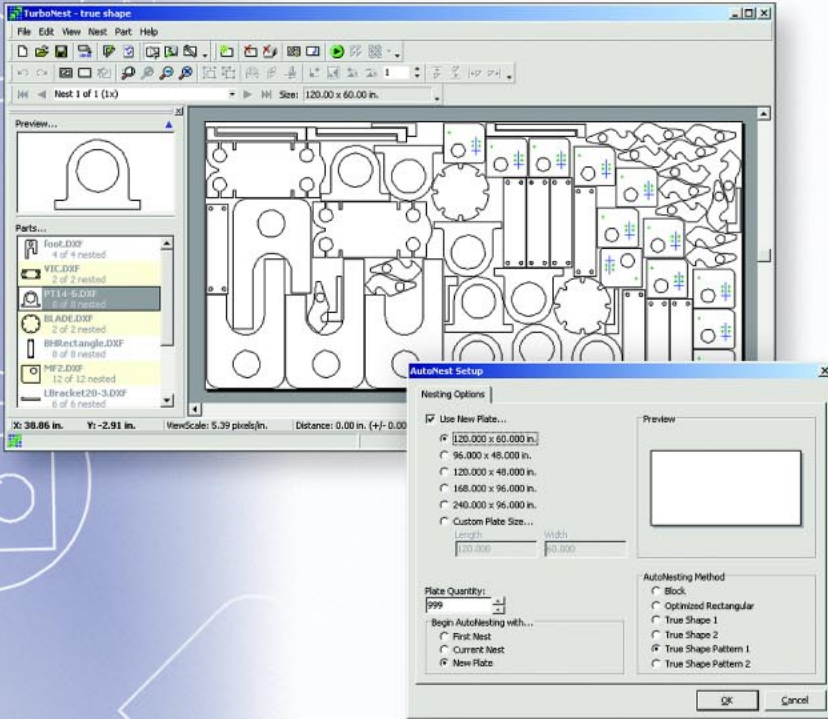 TurboNest - true shape
File Edit View Nest Part Help
1
Nest 1 of 1 (1x)
Size: 120.00 x 60.00 in.
Preview...
Parts...
foot.DXF
4 of 4 nested
VIC.DXF
2 of 2 nested
PT14-6.DXF
8 of 8 nested
BLADE.DXF
2 of 2 nested
BHRectangle.DXF
8 of 8 nested
MF2.DXF
12 of 12 nested
LBracket20-3.DXF
6 of 6 nested
X: 38.86 in. Y: -2.91 in. ViewScale: 5.39 pixels/in. Distance: 0.00 in. (+/- 0.00
AutoNest Setup
Nesting Options
Use New Plate...
120.000 x 60.000 in.
96.000 x 48.000 in.
120.000 x 48.000 in.
168.000 x 96.000 in.
240.000 x 96.000 in.
Custom Plate Size...
Length Width
120.000 60.000
Preview
Plate Quantity:
999
Begin AutoNesting with...
First Nest
Current Nest
New Plate
AutoNesting Method
Block
Optimized Rectangular
True Shape 1
True Shape 2
True Shape Pattern 1
True Shape Pattern 2
OK Cancel